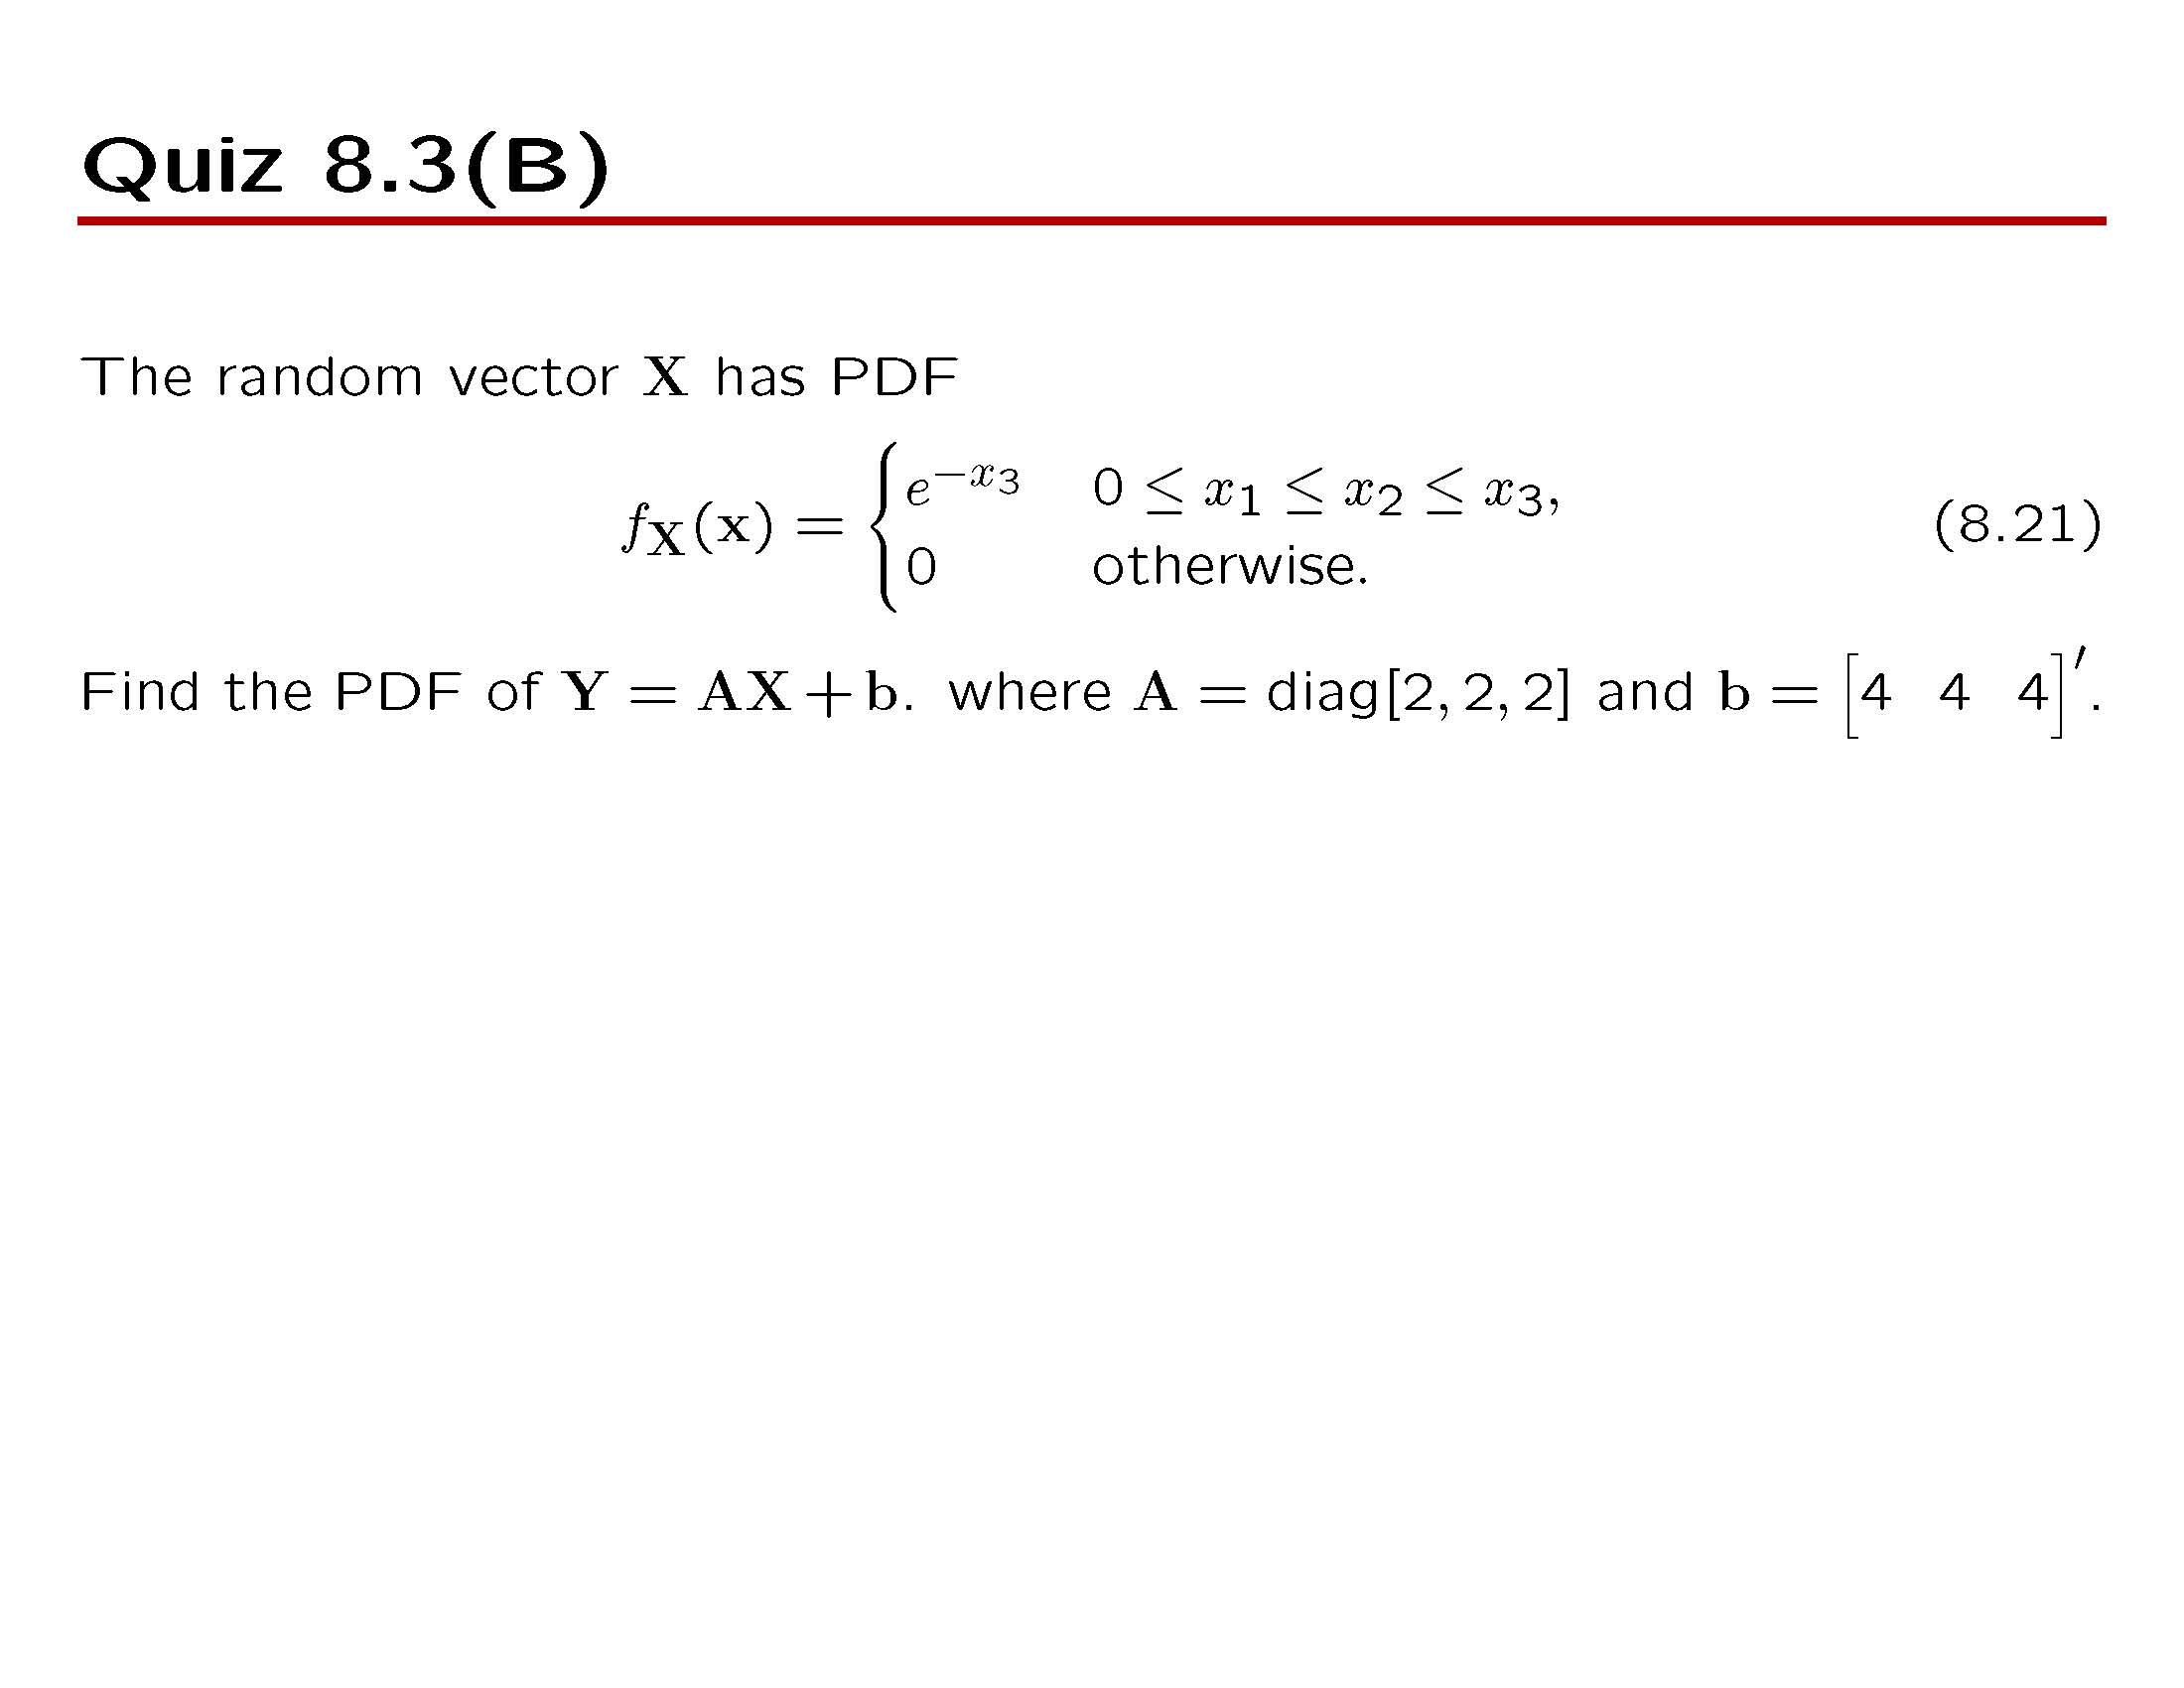 Quiz 8.3(B)
The random vector X has PDF
f_X(x) = { e^{−x_3}  0 ≤ x_1 ≤ x_2 ≤ x_3,
0  otherwise.
(8.21)
Find the PDF of Y = AX + b. where A = diag[2, 2, 2] and b = [4 4 4]′.